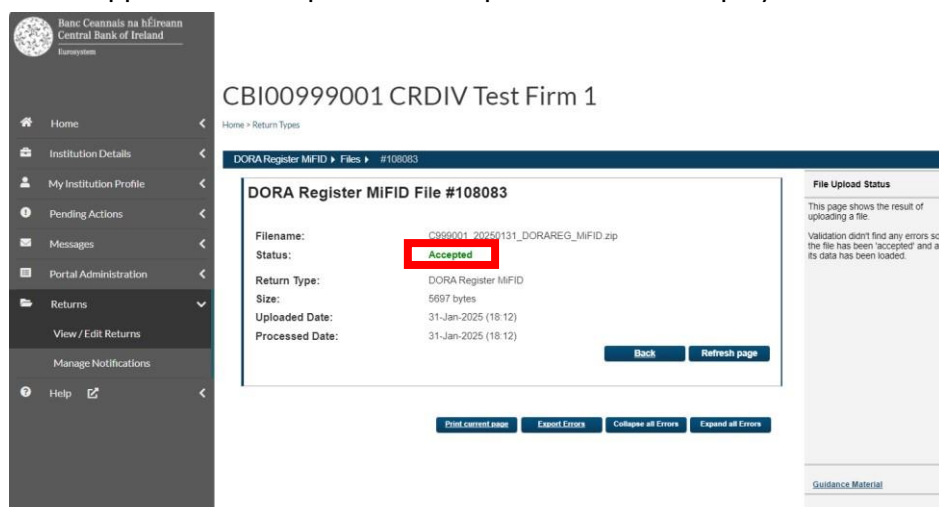 Banc Ceannais na hÉireann
Central Bank of Ireland
Eurosystem
CBI00999001 CRDIV Test Firm 1
Home > Return Types
Home
Institution Details
My Institution Profile
Pending Actions
Messages
Portal Administration
Returns
View / Edit Returns
Manage Notifications
Help
DORA Register MiFID Files #108083
DORA Register MiFID File #108083
Filename: C999001_20250131_DORAREG_MiFID.zip
Status: Accepted
Return Type: DORA Register MiFID
Size: 5697 bytes
Uploaded Date: 31-Jan-2025 (18:12)
Processed Date: 31-Jan-2025 (18:12)
Back Refresh page
Print current page Export Errors Collapse all Errors Expand all Errors
File Upload Status
This page shows the result of
uploading a file.
Validation didn't find any errors so
the file has been 'accepted' and a
its data has been loaded.
Guidance Material